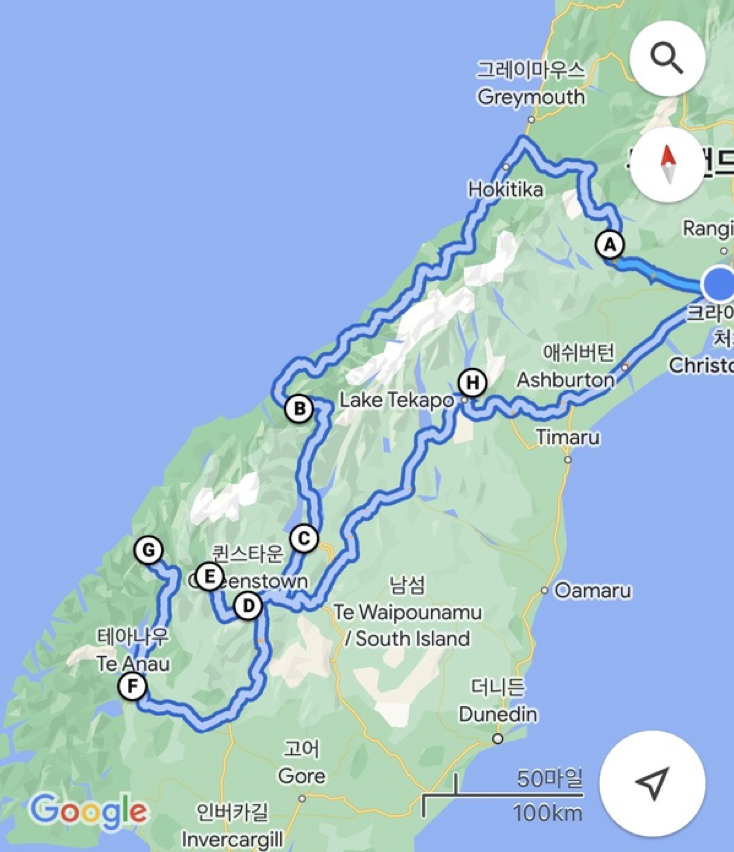 그레이마우스
Greymouth
Hokitika
A
Rangi
크라이
처
Christc
애쉬버턴
Ashburton
H
Lake Tekapo
B
Timaru
C
G
퀸스타운
E
Queenstown
D
남섬
Te Waipounamu
/ South Island
Oamaru
테아나우
Te Anau
F
더니든
Dunedin
고어
Gore
50마일
100km
Google
인버카길
Invercargill